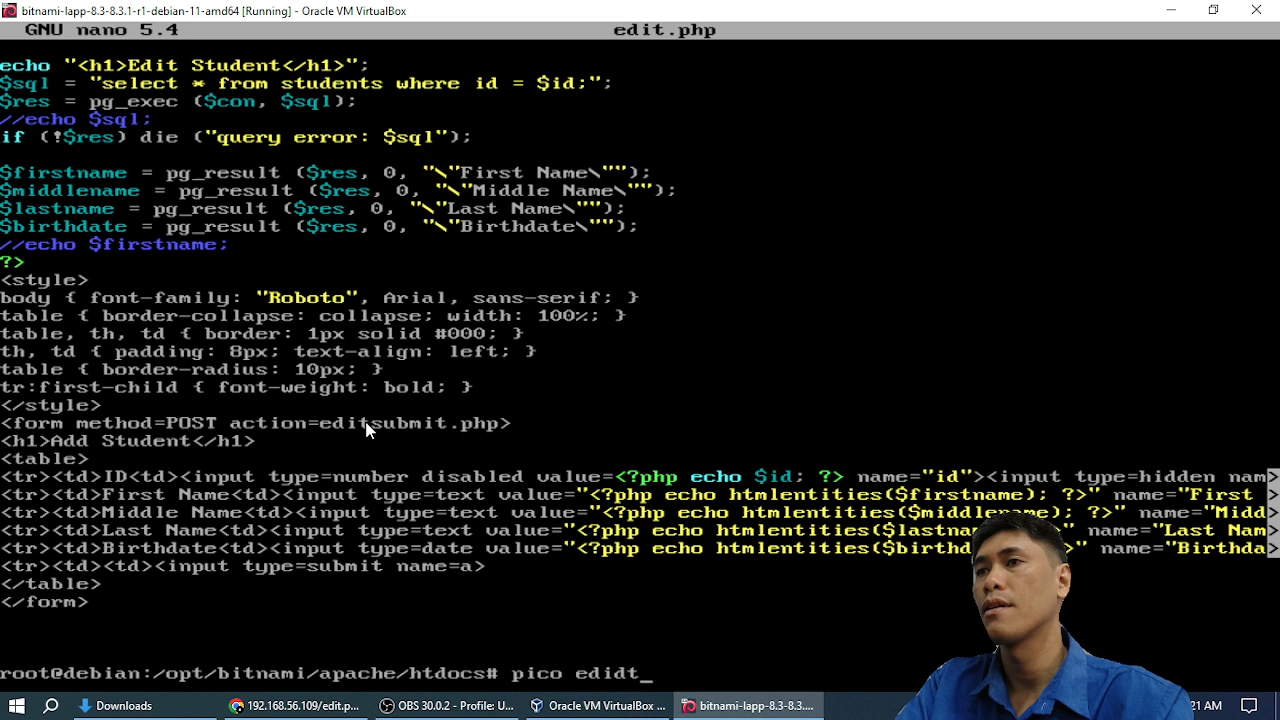 bitnami-lapp-8.3-8.3.1-r1-debian-11-amd64 [Running] - Oracle VM VirtualBox
GNU nano 5.4 edit.php
echo "<h1>Edit Student</h1>";
$sql = "select * from students where id = $id;";
$res = pg_exec ($con, $sql);
//echo $sql;
if (!$res) die ("query error: $sql");
$firstname = pg_result ($res, 0, "\"First Name\"");
$middlename = pg_result ($res, 0, "\"Middle Name\"");
$lastname = pg_result ($res, 0, "\"Last Name\"");
$birthdate = pg_result ($res, 0, "\"Birthdate\"");
//echo $firstname;
?>
<style>
body { font-family: "Roboto", Arial, sans-serif; }
table { border-collapse: collapse; width: 100%; }
table, th, td { border: 1px solid #000; }
th, td { padding: 8px; text-align: left; }
table { border-radius: 10px; }
tr:first-child { font-weight: bold; }
</style>
<form method=POST action=editsubmit.php>
<h1>Add Student</h1>
<table>
<tr><td>ID<td><input type=number disabled value=<?php echo $id; ?> name="id"><input type=hidden nam>
<tr><td>First Name<td><input type=text value="<?php echo htmlentities($firstname); ?>" name="First >
<tr><td>Middle Name<td><input type=text value="<?php echo htmlentities($middlename); ?>" name="Midd>
<tr><td>Last Name<td><input type=text value="<?php echo htmlentities($lastna >" name="Last Nam>
<tr><td>Birthdate<td><input type=date value="<?php echo htmlentities($birthd >" name="Birthda>
<tr><td><td><input type=submit name=a>
</table>
</form>
root@debian:/opt/bitnami/apache/htdocs# pico edidt_
Downloads 192.168.56.109/edit.p... OBS 30.0.2 - Profile: U... Oracle VM VirtualBox ... bitnami-lapp-8.3-8.3.... 21 AM